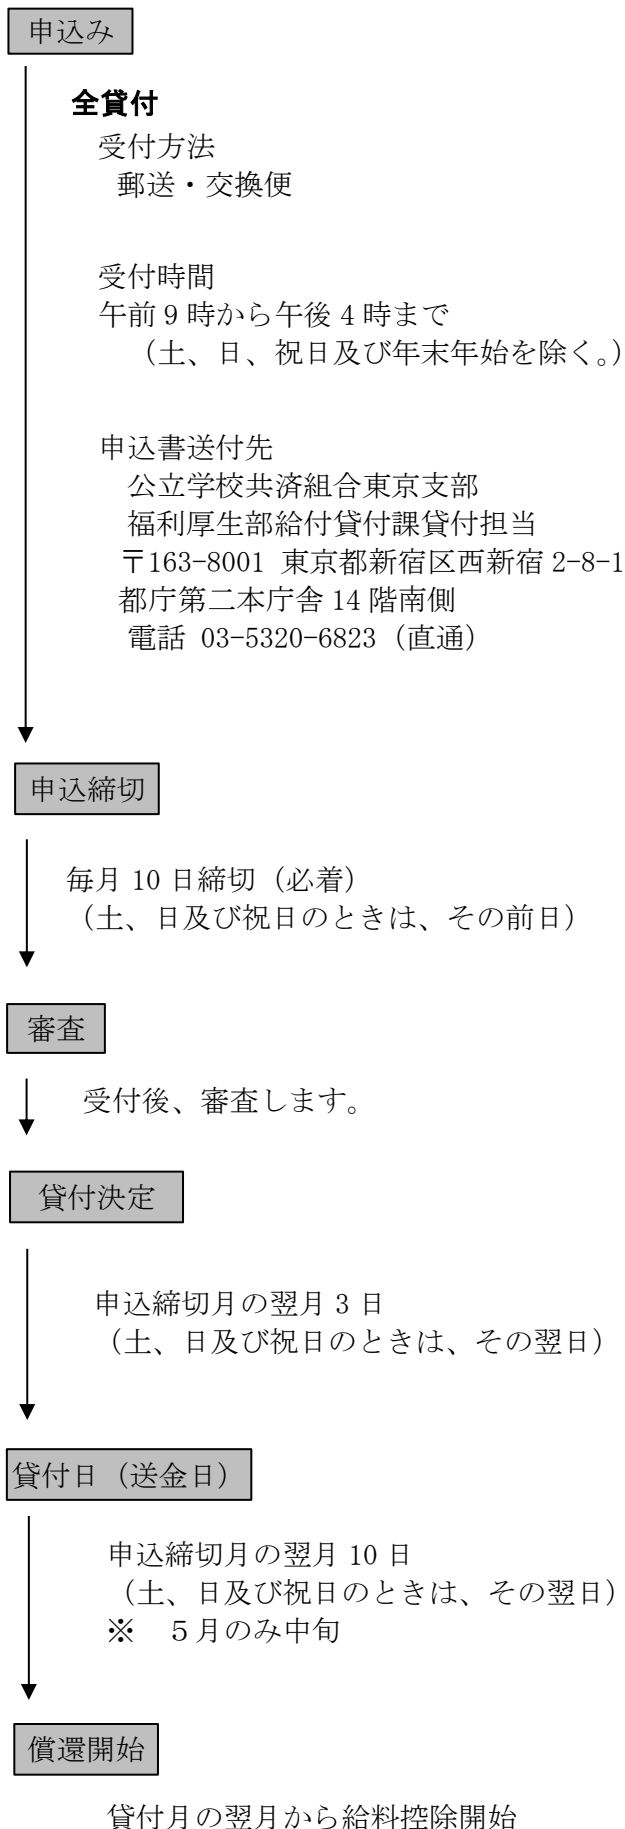 申込み
全貸付
受付方法
郵送・交換便
受付時間
午前9時から午後4時まで
（土、日、祝日及び年末年始を除く。）
申込書送付先
公立学校共済組合東京支部
福利厚生部給付貸付課貸付担当
〒163-8001 東京都新宿区西新宿2-8-1
都庁第二本庁舎14階南側
電話 03-5320-6823（直通）
申込締切
毎月10日締切（必着）
（土、日及び祝日のときは、その前日）
審査
受付後、審査します。
貸付決定
申込締切月の翌月3日
（土、日及び祝日のときは、その翌日）
貸付日（送金日）
申込締切月の翌月10日
（土、日及び祝日のときは、その翌日）
※　５月のみ中旬
償還開始
貸付月の翌月から給料控除開始